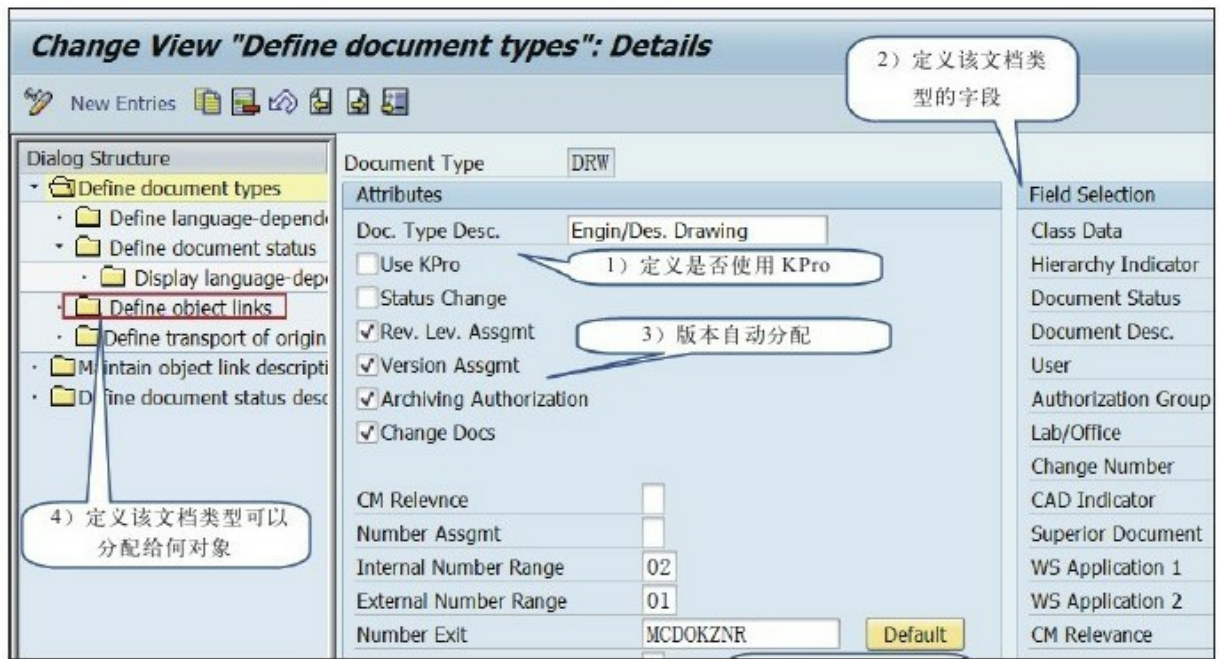 Change View "Define document types": Details
2）定义该文档类
型的字段
New Entries
Dialog Structure
Define document types
Define language-depende
Define document status
Display language-dep
Define object links
Define transport of origin
Maintain object link descripti
Define document status desc
4）定义该文档类型可以
分配给何对象
Document Type DRW
Attributes
Doc. Type Desc. Engin/Des. Drawing
Use KPro
1）定义是否使用 KPro
Status Change
Rev. Lev. Assgmt
3）版本自动分配
Version Assgmt
Archiving Authorization
Change Docs
CM Relevnce
Number Assgmt
Internal Number Range 02
External Number Range 01
Number Exit MCDOKZNR Default
Field Selection
Class Data
Hierarchy Indicator
Document Status
Document Desc.
User
Authorization Group
Lab/Office
Change Number
CAD Indicator
Superior Document
WS Application 1
WS Application 2
CM Relevance